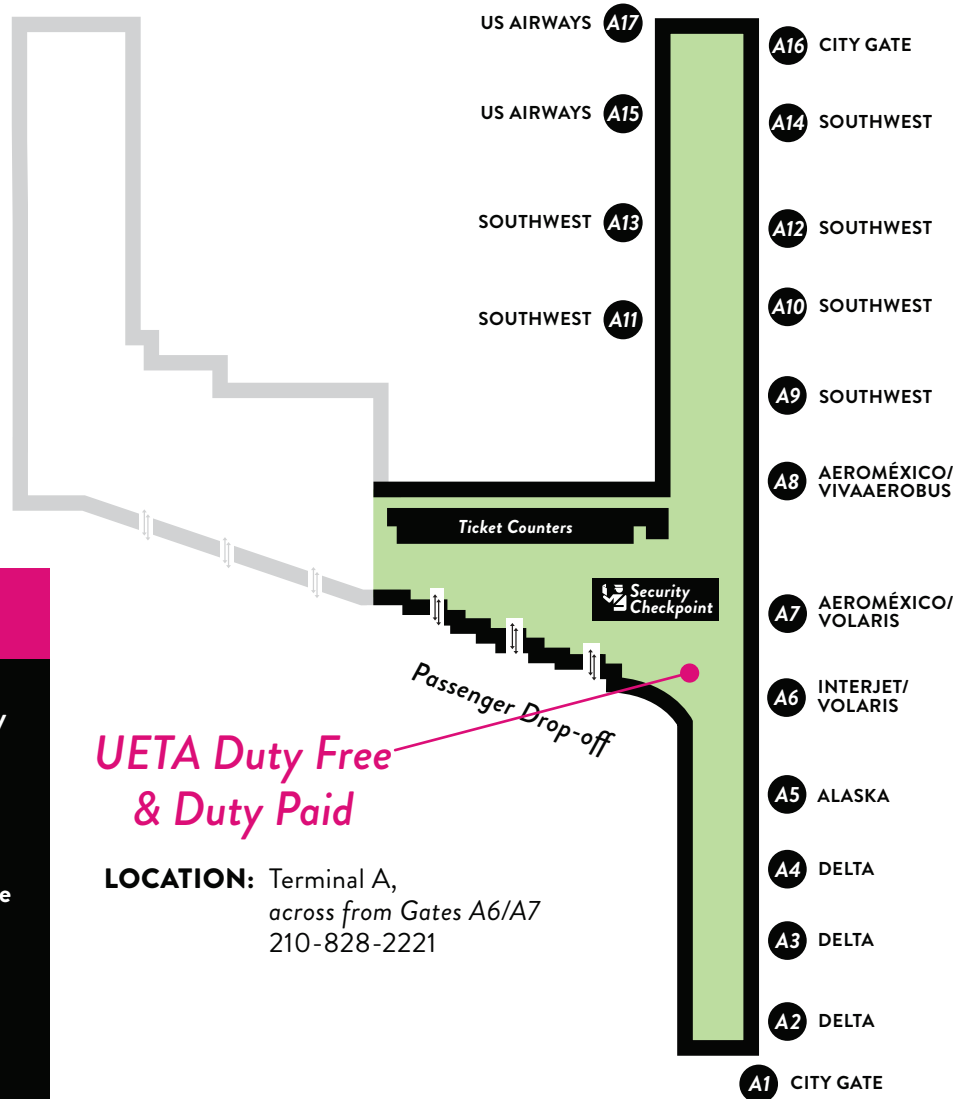 US AIRWAYS A17
A16 CITY GATE
US AIRWAYS A15
A14 SOUTHWEST
SOUTHWEST A13
A12 SOUTHWEST
A10 SOUTHWEST
SOUTHWEST A11
A9 SOUTHWEST
A8 AEROMÉXICO/
VIVAAEROBUS
Ticket Counters
Security
Checkpoint
A7 AEROMÉXICO/
VOLARIS
A6 INTERJET/
VOLARIS
Passenger Drop-off
UETA Duty Free
& Duty Paid
A5 ALASKA
LOCATION: Terminal A,
across from Gates A6/A7
210-828-2221
A4 DELTA
A3 DELTA
A2 DELTA
A1 CITY GATE